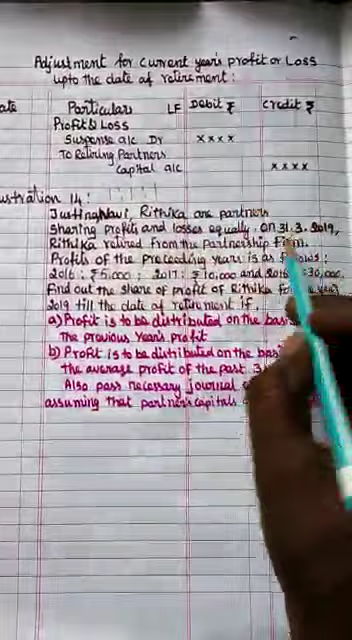 Adjustment for current year's profit or Loss
upto the date of retirement:
ate Particulars LF Debit ₹ Credit ₹
Profit & Loss
Suspense a/c Dr xxxx
To Retiring Partners
Capital a/c xxxx
ustration 14:
Justina, Navi, Rithika are partners
Sharing profits and losses equally. On 31.3.2019,
Rithika retired from the partnership firm.
Profits of the preceeding years is as follows:
2016: ₹5,000; 2017: ₹10,000 and 30,000.
Find out the share of profit of Rithika for year
2019 till the date of retirement if,
a) Profit is to be distributed on the basis
The previous year's profit
b) Profit is to be distributed on the
the average profit of the past 3
Also pass necessary journal
assuming that partner's capitals